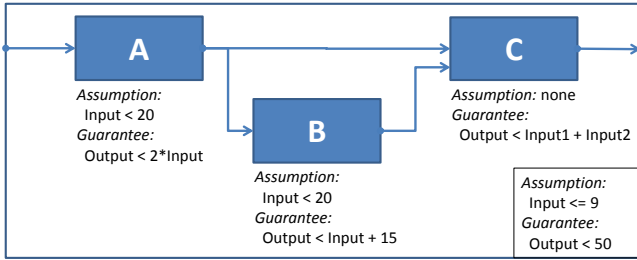 A
Assumption:
Input < 20
Guarantee:
Output < 2*Input
B
Assumption:
Input < 20
Guarantee:
Output < Input + 15
C
Assumption: none
Guarantee:
Output < Input1 + Input2
Assumption:
Input <= 9
Guarantee:
Output < 50